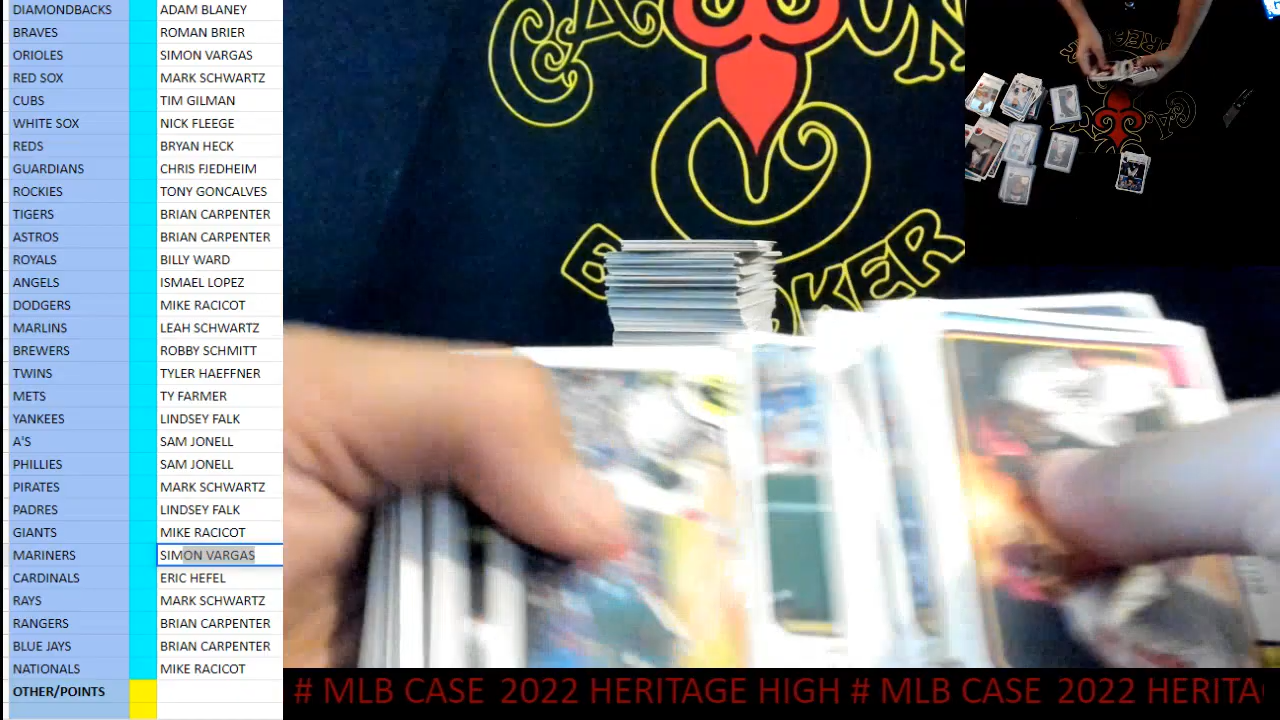 DIAMONDBACKS ADAM BLANEY
BRAVES ROMAN BRIER
ORIOLES SIMON VARGAS
RED SOX MARK SCHWARTZ
CUBS TIM GILMAN
WHITE SOX NICK FLEEGE
REDS BRYAN HECK
GUARDIANS CHRIS FJEDHEIM
ROCKIES TONY GONCALVES
TIGERS BRIAN CARPENTER
ASTROS BRIAN CARPENTER
ROYALS BILLY WARD
ANGELS ISMAEL LOPEZ
DODGERS MIKE RACICOT
MARLINS LEAH SCHWARTZ
BREWERS ROBBY SCHMITT
TWINS TYLER HAEFFNER
METS TY FARMER
YANKEES LINDSEY FALK
A'S SAM JONELL
PHILLIES SAM JONELL
PIRATES MARK SCHWARTZ
PADRES LINDSEY FALK
GIANTS MIKE RACICOT
MARINERS SIMON VARGAS
CARDINALS ERIC HEFEL
RAYS MARK SCHWARTZ
RANGERS BRIAN CARPENTER
BLUE JAYS BRIAN CARPENTER
NATIONALS MIKE RACICOT
OTHER/POINTS
# MLB CASE 2022 HERITAGE HIGH # MLB CASE 2022 HERITA